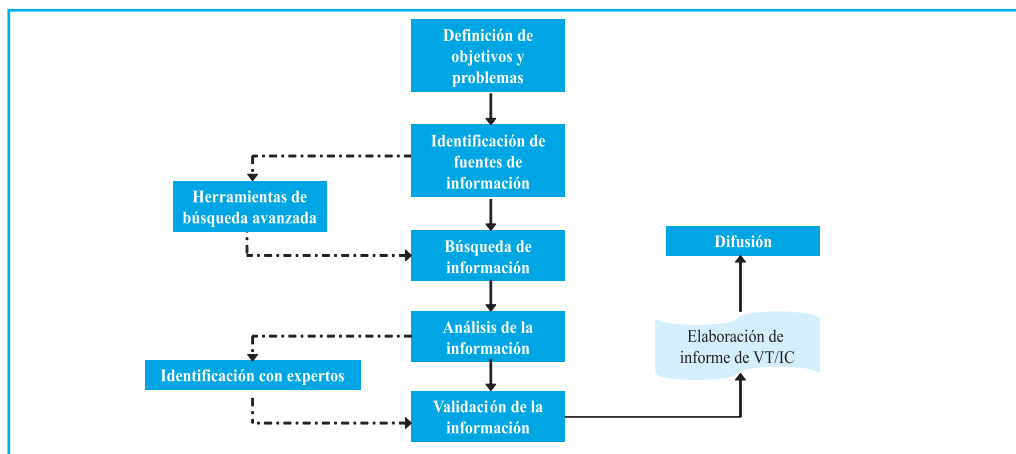 Definición de
objetivos y
problemas
Identificación de
fuentes de
información
Herramientas de
búsqueda avanzada
Búsqueda de
información
Difusión
Análisis de la
información
Elaboración de
informe de VT/IC
Identificación con expertos
Validación de la
información